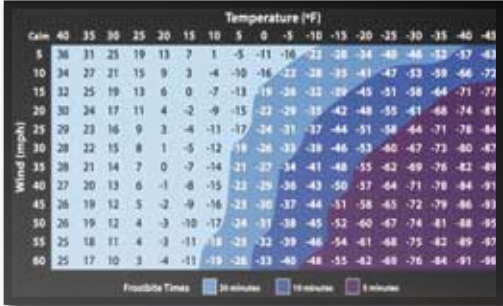 Temperature (°F)
Calm 40 35 30 25 20 15 10 5 0 -5 -10 -15 -20 -25 -30 -35 -40 -45
5 36 31 25 19 13 7 1 -5 -11 -16 -22 -28 -34 -40 -46 -52 -57
10 34 27 21 15 9 3 -4 -10 -16 -22 -28 -35 -41 -47 -53 -59 -66
15 32 25 19 13 6 0 -7 -13 -19 -26 -32 -39 -45 -51 -58 -64 -71 -77
20 30 24 17 11 4 -2 -9 -15 -22 -29 -35 -42 -48 -55 -61 -68 -74 -81
25 29 23 16 9 3 -4 -11 -17 -24 -31 -37 -44 -51 -58 -64 -71 -78 -84
30 28 22 15 8 1 -5 -12 -19 -26 -33 -39 -46 -53 -60 -67 -73 -80 -87
35 28 21 14 7 0 -7 -14 -21 -27 -34 -41 -48 -55 -62 -69 -76 -82
40 27 20 13 6 -1 -8 -15 -22 -29 -36 -43 -50 -57 -64 -71 -78 -84 -91
45 26 19 12 5 -2 -9 -16 -23 -30 -37 -44 -51 -58 -65 -72 -79 -86 -93
50 26 19 12 4 -3 -10 -17 -24 -31 -38 -45 -52 -60 -67 -74 -81 -88 -95
55 25 18 11 4 -3 -11 -18 -25 -32 -39 -46 -54 -61 -68 -75 -82 -89 -97
60 25 17 10 3 -4 -11 -19 -26 -33 -40 -48 -55 -62 -69 -76 -84 -91 -98
Wind (mph)
Frostbite Times 30 minutes 10 minutes 5 minutes